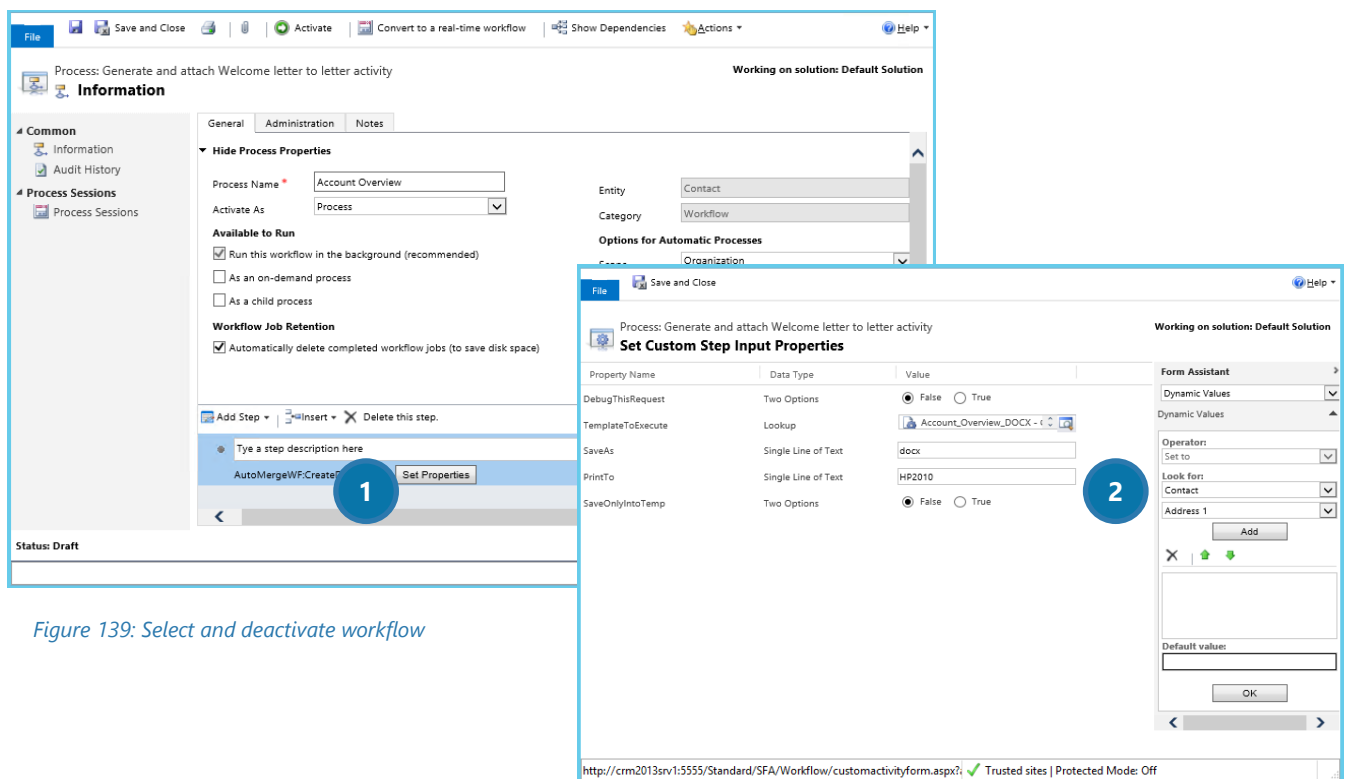 File Save and Close Activate Convert to a real-time workflow Show Dependencies Actions Help
Process: Generate and attach Welcome letter to letter activity
Information
Working on solution: Default Solution
Common
Information
Audit History
Process Sessions
Process Sessions
General Administration Notes
Hide Process Properties
Process Name * Account Overview
Activate As Process
Available to Run
Run this workflow in the background (recommended)
As an on-demand process
As a child process
Workflow Job Retention
Automatically delete completed workflow jobs (to save disk space)
Entity Contact
Category Workflow
Options for Automatic Processes
Scope Organization
Add Step Insert Delete this step.
Tye a step description here
AutoMergeWF:Create Set Properties
1
Status: Draft
Figure 139: Select and deactivate workflow
File Save and Close Help
Process: Generate and attach Welcome letter to letter activity
Set Custom Step Input Properties
Working on solution: Default Solution
Property Name Data Type Value
DebugThisRequest Two Options False True
TemplateToExecute Lookup Account_Overview_DOCX -
SaveAs Single Line of Text docx
PrintTo Single Line of Text HP2010
SaveOnlyIntoTemp Two Options False True
2
Form Assistant
Dynamic Values
Dynamic Values
Operator:
Set to
Look for:
Contact
Address 1
Add
Default value:
OK
http://crm2013srv1:5555/Standard/SFA/Workflow/customactivityform.aspx? Trusted sites | Protected Mode: Off